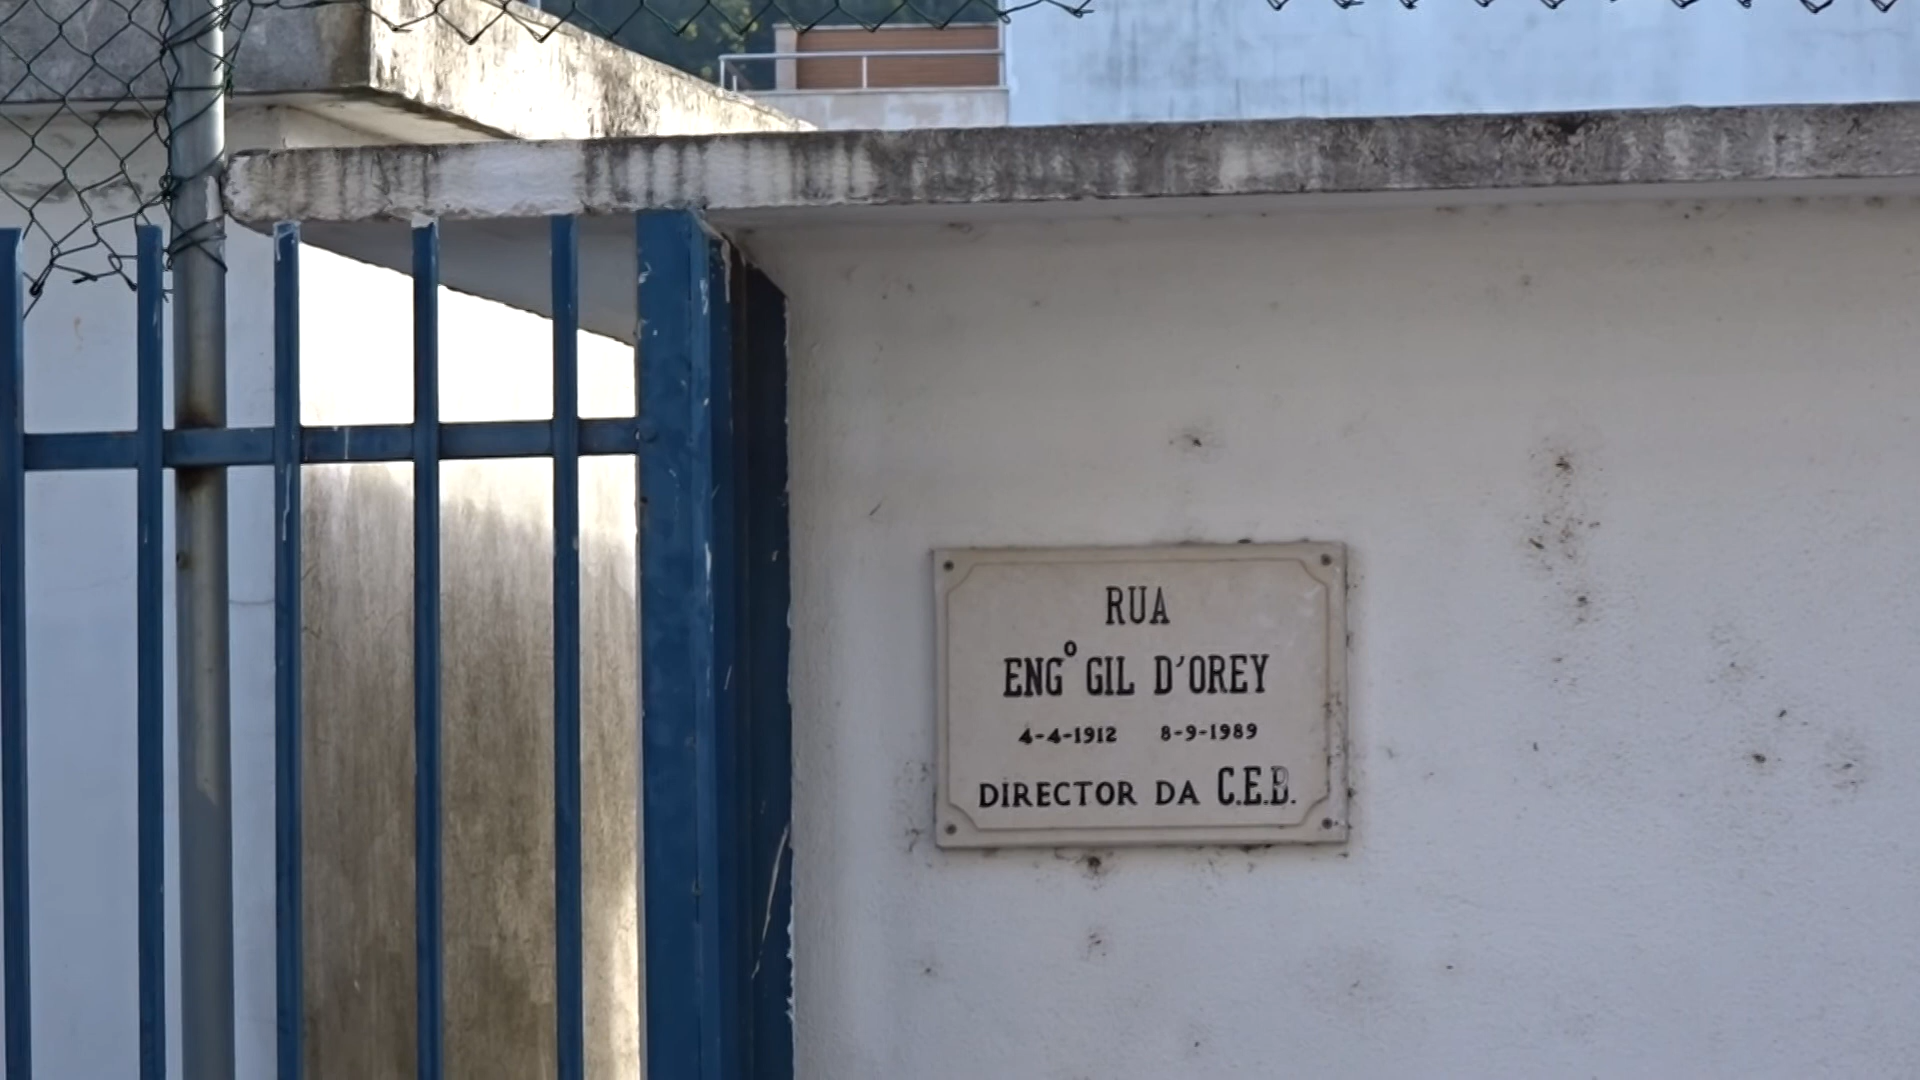 RUA
ENGº GIL D'OREY
4-4-1912 8-9-1989
DIRECTOR DA C.E.B.